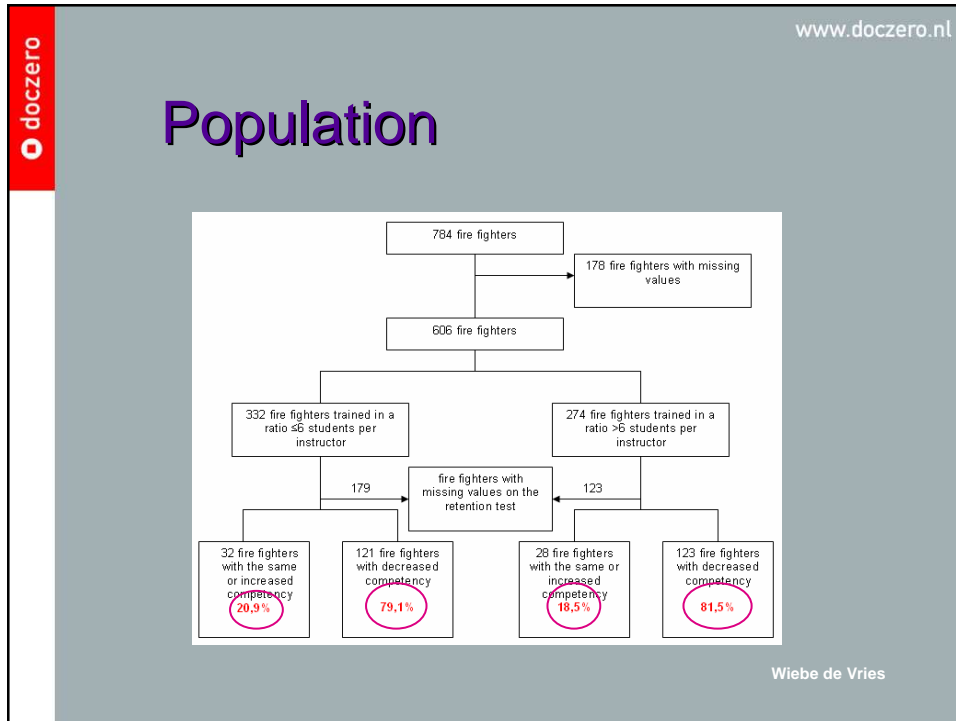 www.doczero.nl
doczero
Population
784 fire fighters
178 fire fighters with missing
values
606 fire fighters
332 fire fighters trained in a
ratio ≤6 students per
instructor
274 fire fighters trained in a
ratio >6 students per
instructor
179
fire fighters with
missing values on the
retention test
123
32 fire fighters
with the same
or increased
competency
20,9%
121 fire fighters
with decreased
competency
79,1%
28 fire fighters
with the same or
increased
competency
18,5%
123 fire fighters
with decreased
competency
81,5%
Wiebe de Vries